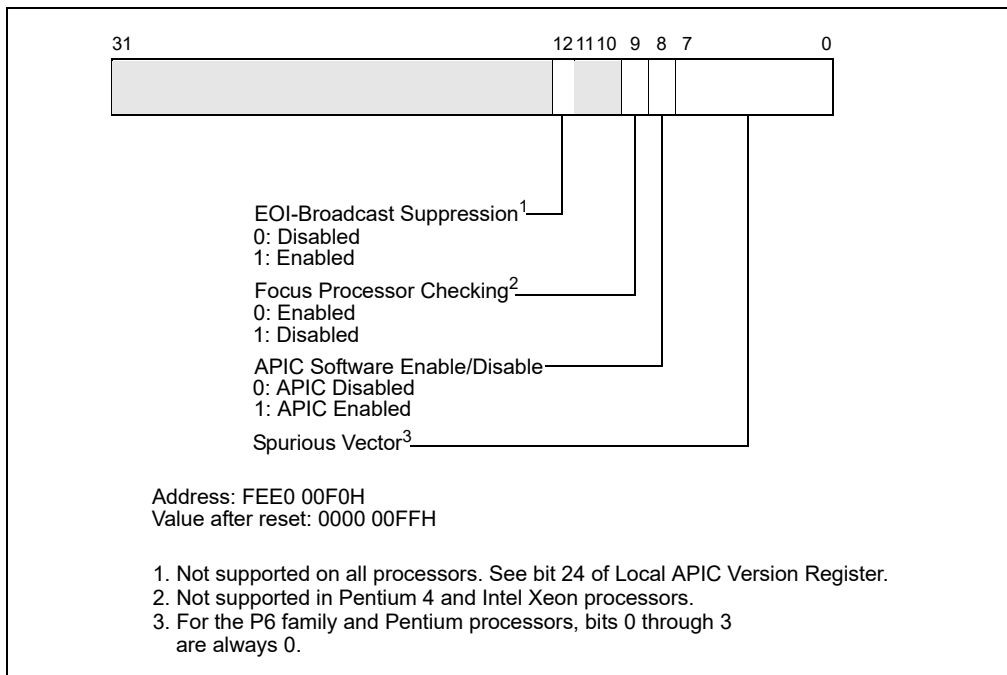 31 12 11 10 9 8 7 0
EOI-Broadcast Suppression1
0: Disabled
1: Enabled
Focus Processor Checking2
0: Enabled
1: Disabled
APIC Software Enable/Disable
0: APIC Disabled
1: APIC Enabled
Spurious Vector3
Address: FEE0 00F0H
Value after reset: 0000 00FFH
1. Not supported on all processors. See bit 24 of Local APIC Version Register.
2. Not supported in Pentium 4 and Intel Xeon processors.
3. For the P6 family and Pentium processors, bits 0 through 3
are always 0.